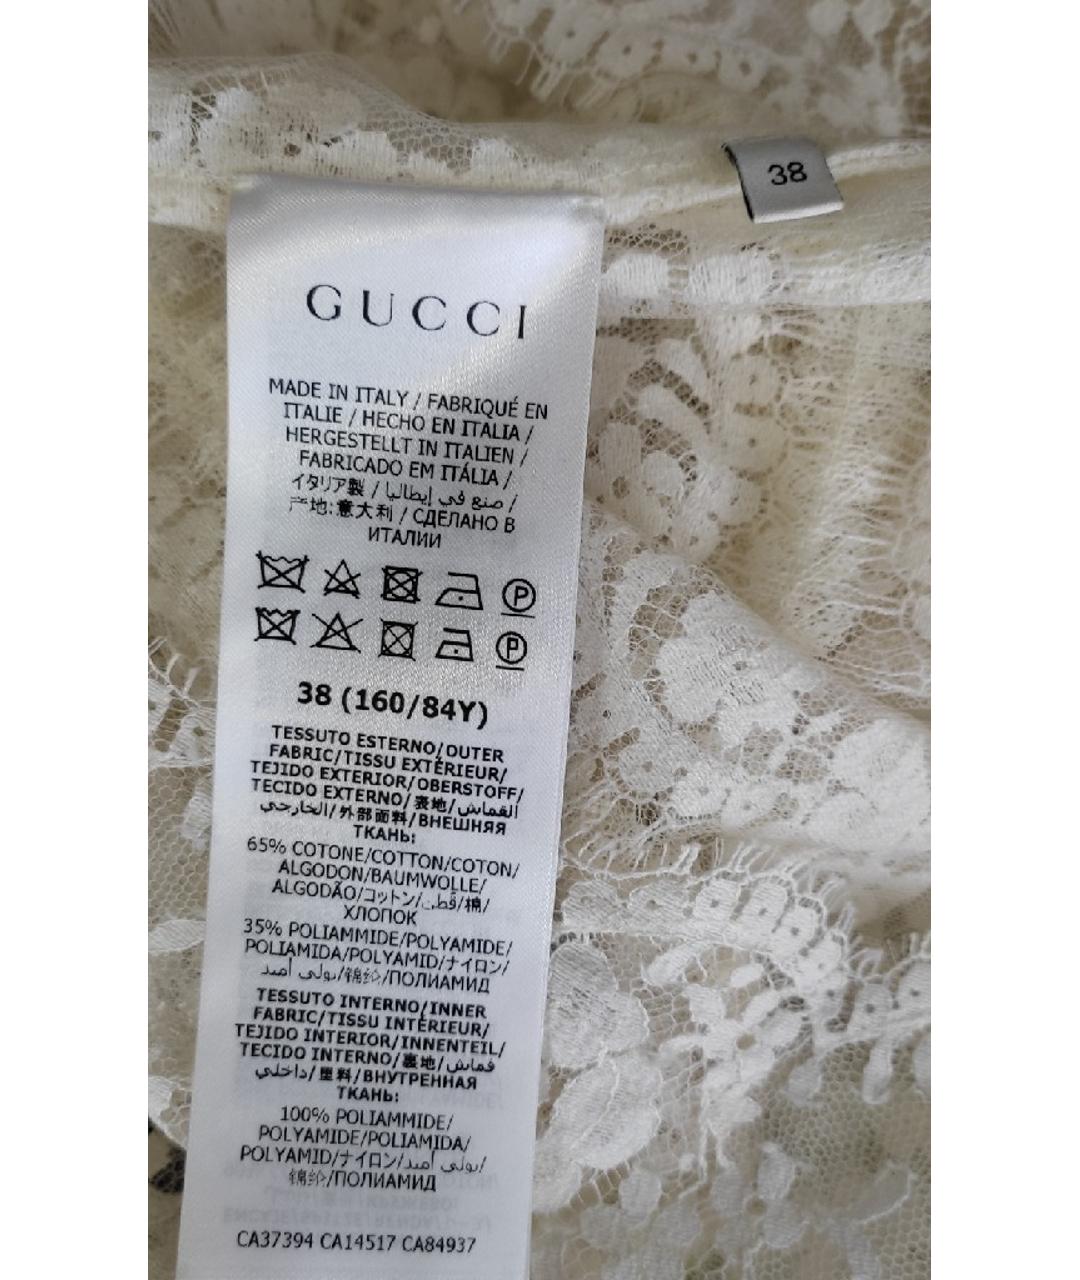 38
GUCCI
MADE IN ITALY / FABRIQUÉ EN
ITALIE / HECHO EN ITALIA /
HERGESTELLT IN ITALIEN /
FABRICADO EM ITÁLIA /
イタリア製 / صنع في إيطاليا /
产地:意大利 / СДЕЛАНО В
ИТАЛИИ
P
P
38 (160/84Y)
TESSUTO ESTERNO/OUTER
FABRIC/TISSU EXTÉRIEUR/
TEJIDO EXTERIOR/OBERSTOFF/
TECIDO EXTERNO/表地/القماش
الخارجي/外部面料/ВНЕШНЯЯ
ТКАНЬ:
65% COTONE/COTTON/COTON/
ALGODON/BAUMWOLLE/
ALGODÃO/コットン/قطن/棉/
ХЛОПОК
35% POLIAMMIDE/POLYAMIDE/
POLIAMIDA/POLYAMID/ナイロン/
بولي أميد/锦纶/ПОЛИАМИД
TESSUTO INTERNO/INNER
FABRIC/TISSU INTÉRIEUR/
TEJIDO INTERIOR/INNENTEIL/
TECIDO INTERNO/裏地/قماش
داخلي/里料/ВНУТРЕННАЯ
ТКАНЬ:
100% POLIAMMIDE/
POLYAMIDE/POLIAMIDA/
POLYAMID/ナイロン/بولي أميد/
锦纶/ПОЛИАМИД
CA37394 CA14517 CA84937